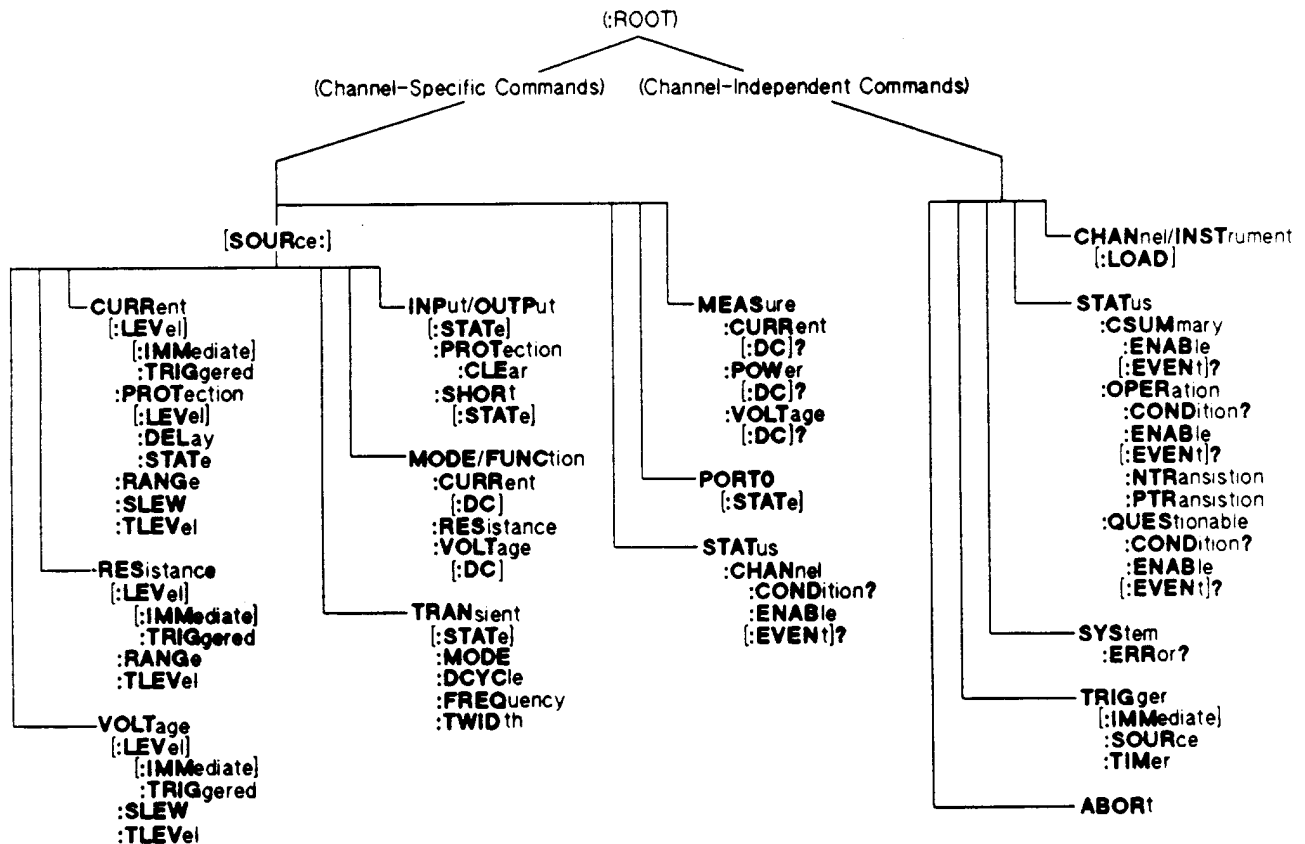 (:ROOT)
(Channel-Specific Commands)
(Channel-Independent Commands)
[SOURce:]
CURRent
[:LEVel]
[:IMMediate]
:TRIGgered
:PROTection
[:LEVel]
:DELay
:STATe
:RANGe
:SLEW
:TLEVel
RESistance
[:LEVel]
[:IMMediate]
:TRIGgered
:RANGe
:TLEVel
VOLTage
[:LEVel]
[:IMMediate]
:TRIGgered
:SLEW
:TLEVel
INPut/OUTPut
[:STATe]
:PROTection
:CLEar
:SHORt
[:STATe]
MODE/FUNCtion
:CURRent
[:DC]
:RESistance
:VOLTage
[:DC]
TRANsient
[:STATe]
:MODE
:DCYCle
:FREQuency
:TWIDth
MEASure
:CURRent
[:DC]?
:POWer
[:DC]?
:VOLTage
[:DC]?
PORT0
[:STATe]
STATus
:CHANnel
:CONDition?
:ENABle
[:EVENt]?
CHANnel/INSTrument
[:LOAD]
STATus
:CSUMmary
:ENABle
[:EVENt]?
:OPERation
:CONDition?
:ENABle
[:EVENt]?
:NTRansistion
:PTRansistion
:QUEStionable
:CONDition?
:ENABle
[:EVENt]?
SYStem
:ERRor?
TRIGger
[:IMMediate]
:SOURce
:TIMer
ABORt